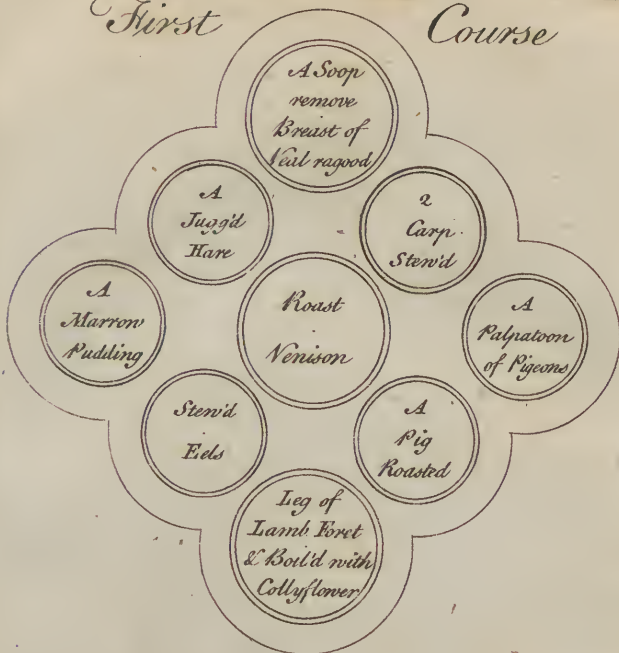 First Course
A Soop
remove
Breast of
Veal ragood
A
Jugg'd
Hare
2
Carp
Stew'd
A
Marrow
Pudding
Roast
Venison
A
Palpatoon
of Pigeons
Stew'd
Eels
A
Pig
Roasted
Leg of
Lamb Forct
& Boil'd with
Collyflower